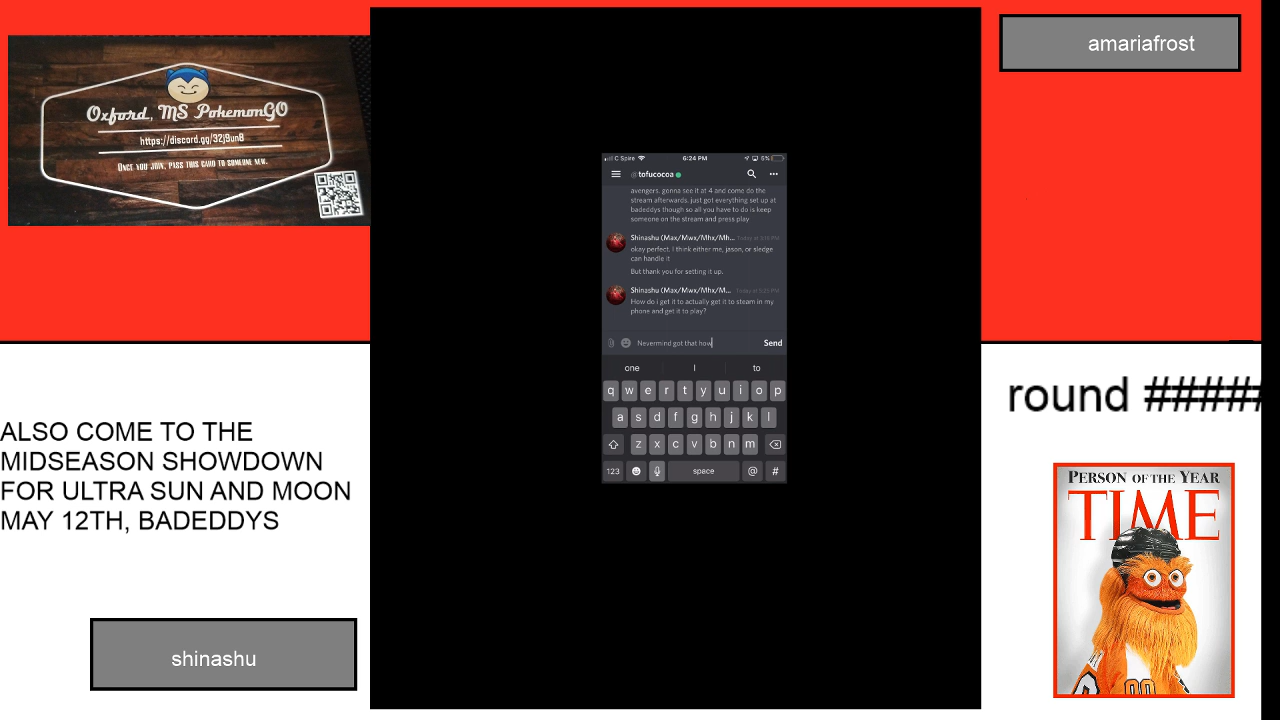 Oxford, MS PokemonGO
https://discord.gg/32j9un8
ONCE YOU JOIN, PASS THIS CARD TO SOMEONE NEW.
ALSO COME TO THE
MIDSEASON SHOWDOWN
FOR ULTRA SUN AND MOON
MAY 12TH, BADEDDYS
shinashu
C Spire
6:24 PM
6%
@tofucocoa
avengers. gonna see it at 4 and come do the
stream afterwards. just got everything set up at
badeddys though so all you have to do is keep
someone on the stream and press play
Shinashu (Max/Mwx/Mhx/Mh...
okay perfect. I think either me, jason, or sledge
can handle it
But thank you for setting it up.
Shinashu (Max/Mwx/Mhx/M...
How do i get it to actually get it to steam in my
phone and get it to play?
Nevermind got that how
Send
one I to
q w e r t y u i o p
a s d f g h j k l
z x c v b n m
123 space @ #
amariafrost
round #####
PERSON OF THE YEAR
TIME